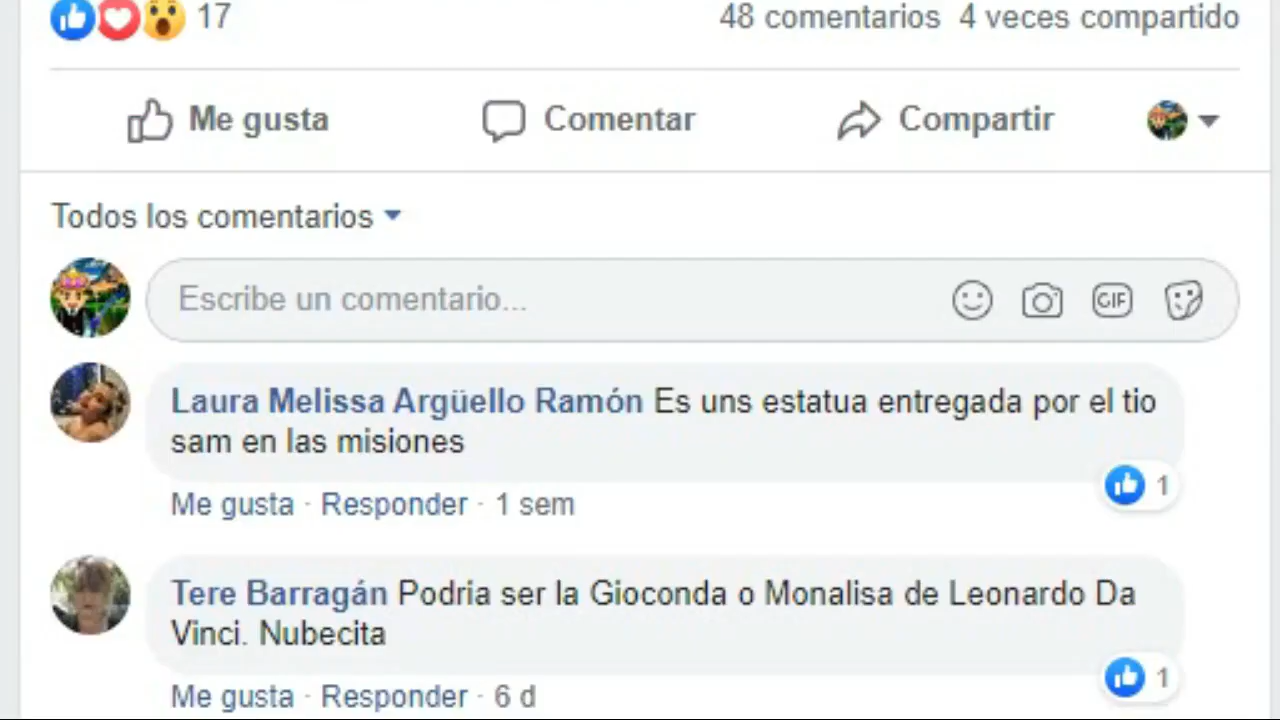 17 48 comentarios 4 veces compartido
Me gusta Comentar Compartir
Todos los comentarios
Escribe un comentario...
GIF
Laura Melissa Argüello Ramón Es uns estatua entregada por el tio
sam en las misiones
1
Me gusta · Responder · 1 sem
Tere Barragán Podria ser la Gioconda o Monalisa de Leonardo Da
Vinci. Nubecita
1
Me gusta · Responder · 6 d